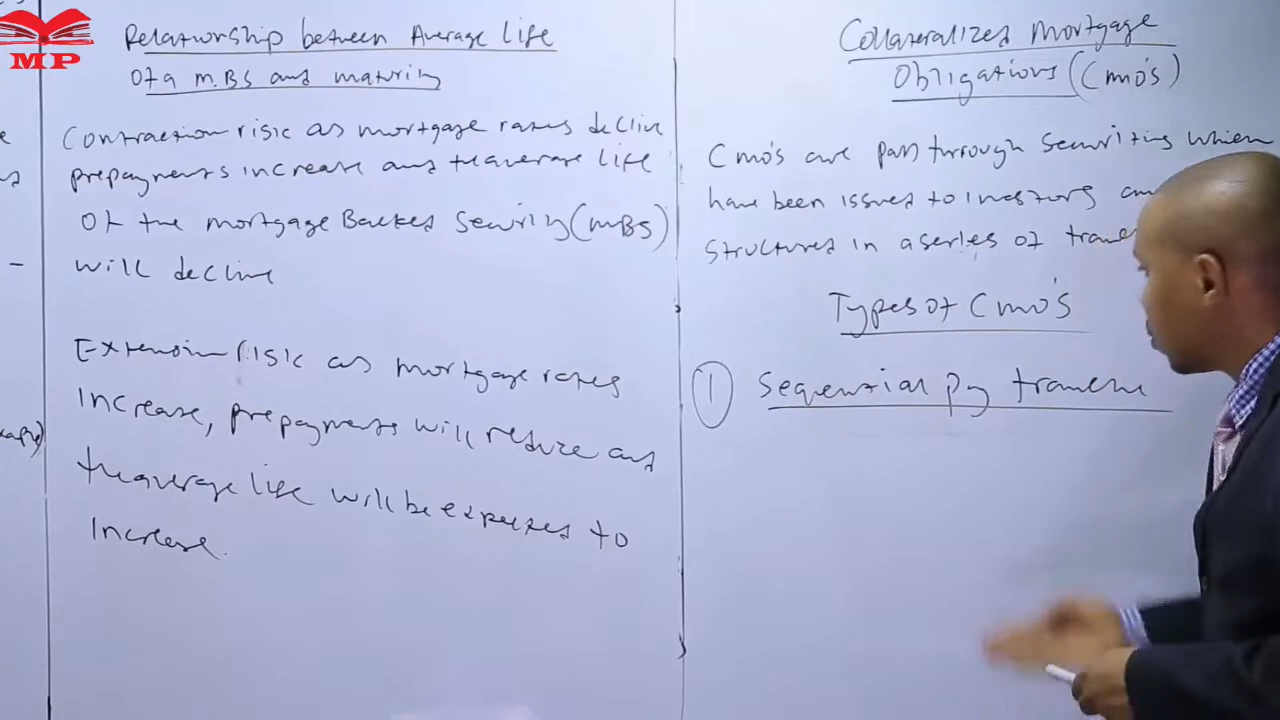 MP
Relationship between Average life
of a M.BS and maturity
Contraction risk as mortgage rates decline
prepayments increase and the average life
of the mortgage Backed Security (MBS)
will decline
Extension risk as mortgage rates
Increase, prepayments will reduce and
the average life will be expected to
Increase.
Collateralized Mortgage
Obligations (CMO's)
CMO's are pass through securities which
have been issued to investors
structured in a series of
Types of CMO's
① Sequential pay tranche